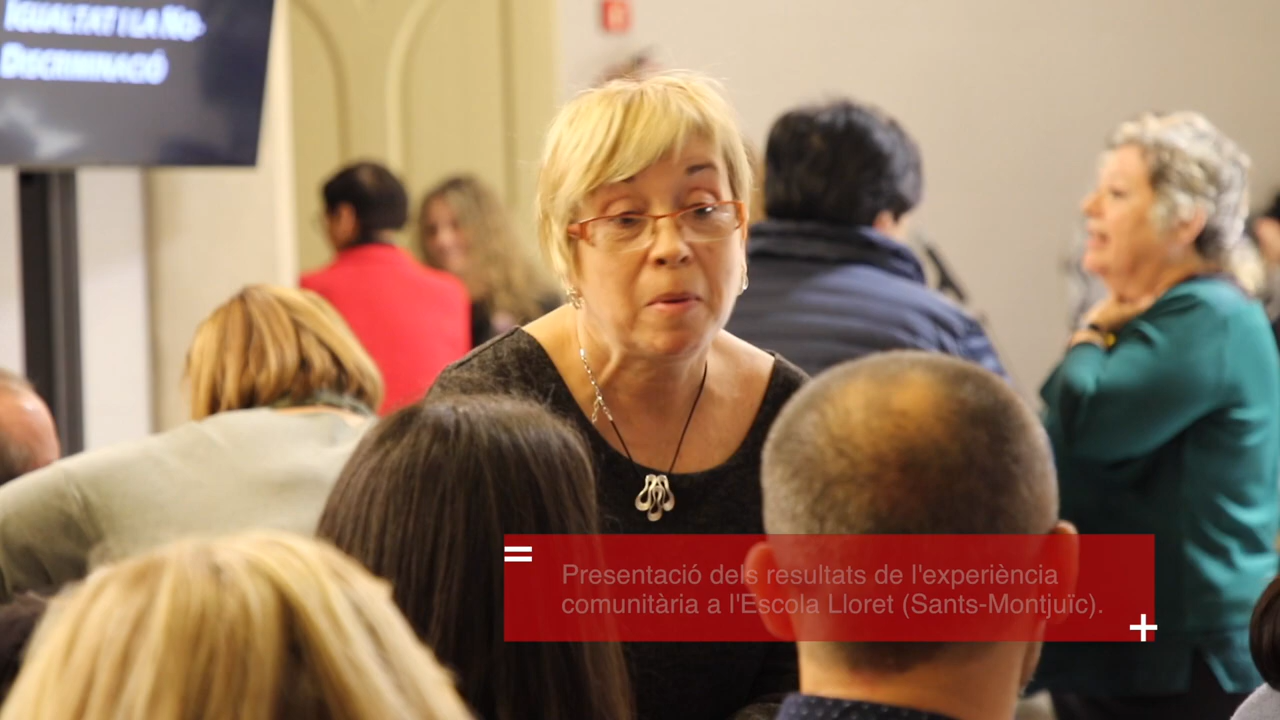 IGUALTAT I LA NO-
DISCRIMINACIÓ
Presentació dels resultats de l'experiència
comunitària a l'Escola Lloret (Sants-Montjuïc).